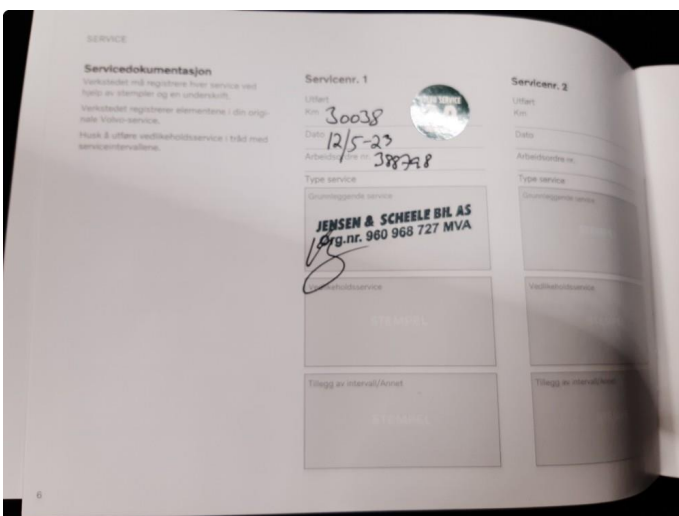 SERVICE
Servicedokumentasjon
Verkstedet må registrere hver service ved
hjelp av stempler og en underskrift.
Verkstedet registrerer elementene i din origi-
nale Volvo-service.
Husk å utføre vedlikeholdsservice i tråd med
serviceintervallene.
Servicenr. 1
Utført
Km 30038
VOLVO SERVICE
Dato 12/5-23
Arbeidsordre nr. 388798
Type service
Grunnleggende service
JENSEN & SCHEELE BIL AS
Org.nr. 960 968 727 MVA
Vedlikeholdsservice
STEMPEL
Tillegg av intervall/Annet
STEMPEL
Servicenr. 2
Utført
Km
Dato
Arbeidsordre nr.
Type service
Grunnleggende service
Vedlikeholdsservice
Tillegg av intervall/Annet
6